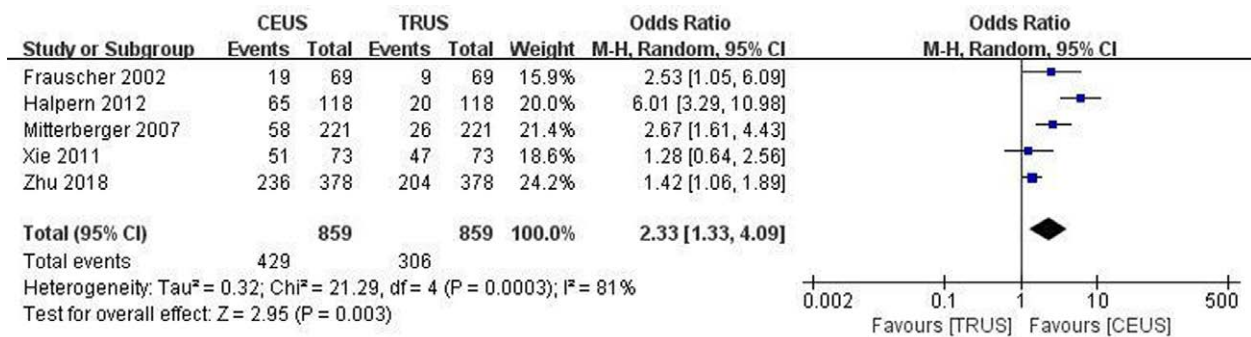 CEUS TRUS Odds Ratio Odds Ratio
Study or Subgroup Events Total Events Total Weight M-H, Random, 95% CI M-H, Random, 95% CI
Frauscher 2002 19 69 9 69 15.9% 2.53 [1.05, 6.09]
Halpern 2012 65 118 20 118 20.0% 6.01 [3.29, 10.98]
Mitterberger 2007 58 221 26 221 21.4% 2.67 [1.61, 4.43]
Xie 2011 51 73 47 73 18.6% 1.28 [0.64, 2.56]
Zhu 2018 236 378 204 378 24.2% 1.42 [1.06, 1.89]
Total (95% CI) 859 859 100.0% 2.33 [1.33, 4.09]
Total events 429 306
Heterogeneity: Tau² = 0.32; Chi² = 21.29, df = 4 (P = 0.0003); I² = 81%
Test for overall effect: Z = 2.95 (P = 0.003)
0.002 0.1 1 10 500
Favours [TRUS] Favours [CEUS]